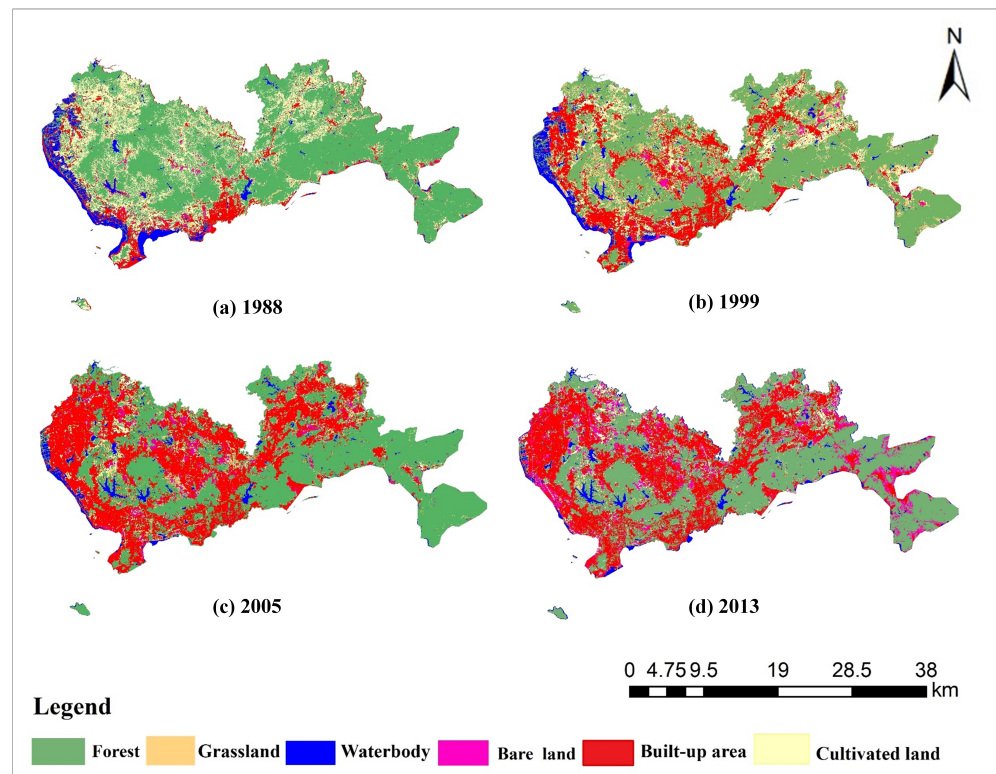 N
(a) 1988
(b) 1999
(c) 2005
(d) 2013
0 4.75 9.5 19 28.5 38
km
Legend
Forest Grassland Waterbody Bare land Built-up area Cultivated land